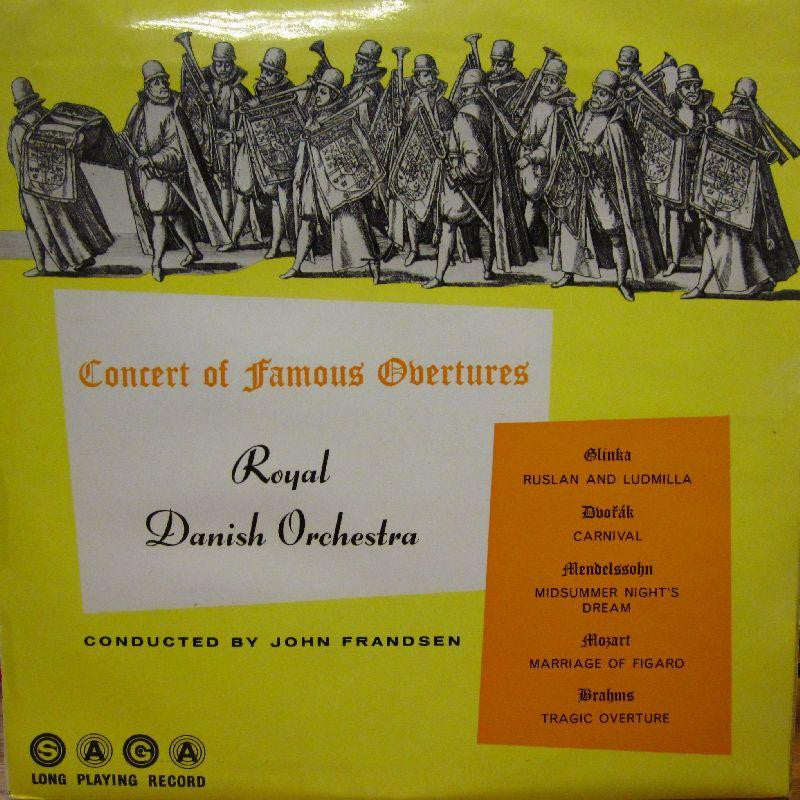 Concert of Famous Overtures
Royal
Danish Orchestra
CONDUCTED BY JOHN FRANDSEN
Glinka
RUSLAN AND LUDMILLA
Dvořák
CARNIVAL
Mendelssohn
MIDSUMMER NIGHT'S
DREAM
Mozart
MARRIAGE OF FIGARO
Brahms
TRAGIC OVERTURE
SAGA
LONG PLAYING RECORD